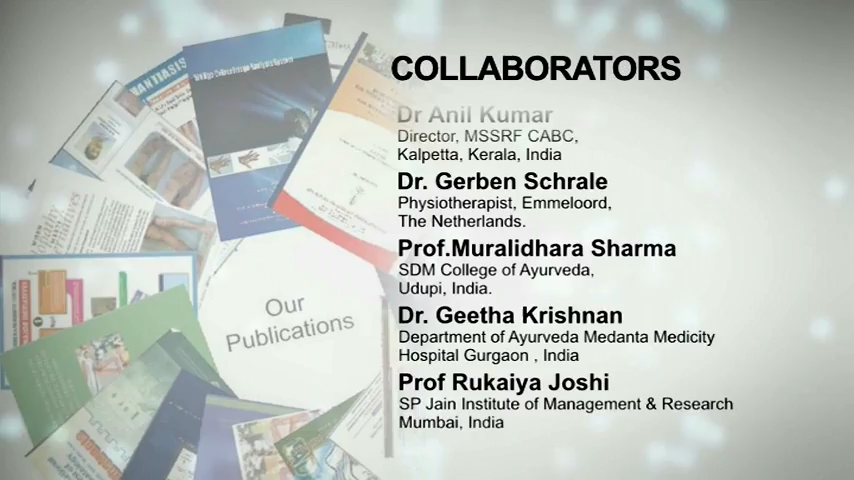 COLLABORATORS
Dr Anil Kumar
Director, MSSRF CABC,
Kalpetta, Kerala, India
Dr. Gerben Schrale
Physiotherapist, Emmeloord,
The Netherlands.
Prof.Muralidhara Sharma
SDM College of Ayurveda,
Udupi, India.
Dr. Geetha Krishnan
Department of Ayurveda Medanta Medicity
Hospital Gurgaon , India
Prof Rukaiya Joshi
SP Jain Institute of Management & Research
Mumbai, India
Our
Publications